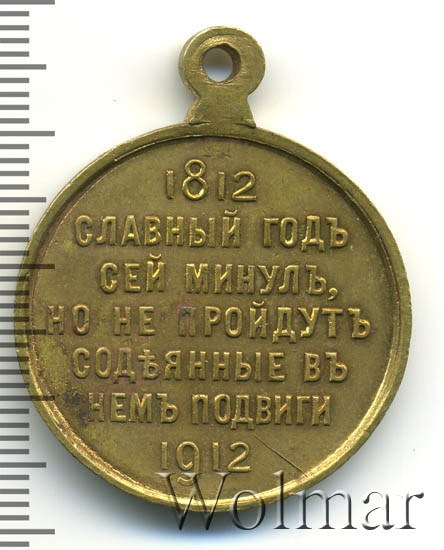 1812
СЛАВНЫЙ ГОДЪ
СЕЙ МИНУЛЪ,
НО НЕ ПРОЙДУТЪ
СОДѢЯННЫЕ ВЪ
НЕМЪ ПОДВИГИ
1912
Wolmar